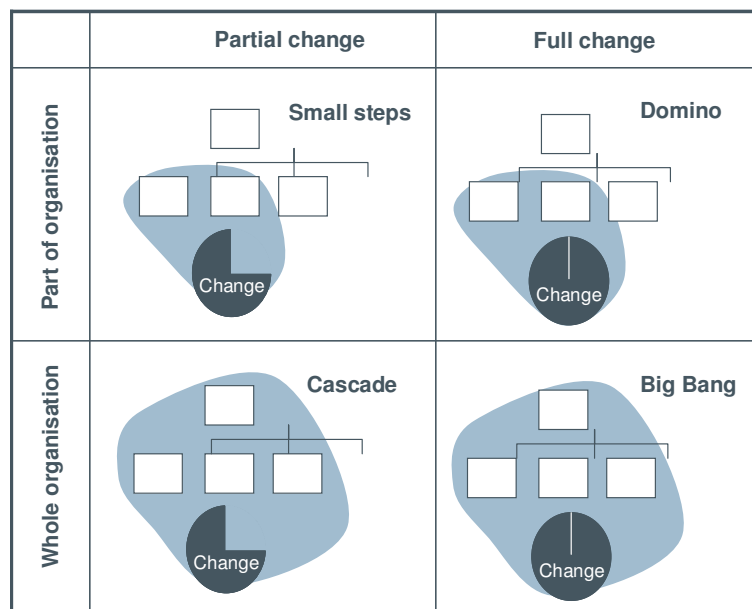 Partial change
Full change
Part of organisation
Small steps
Change
Domino
Change
Whole organisation
Cascade
Change
Big Bang
Change